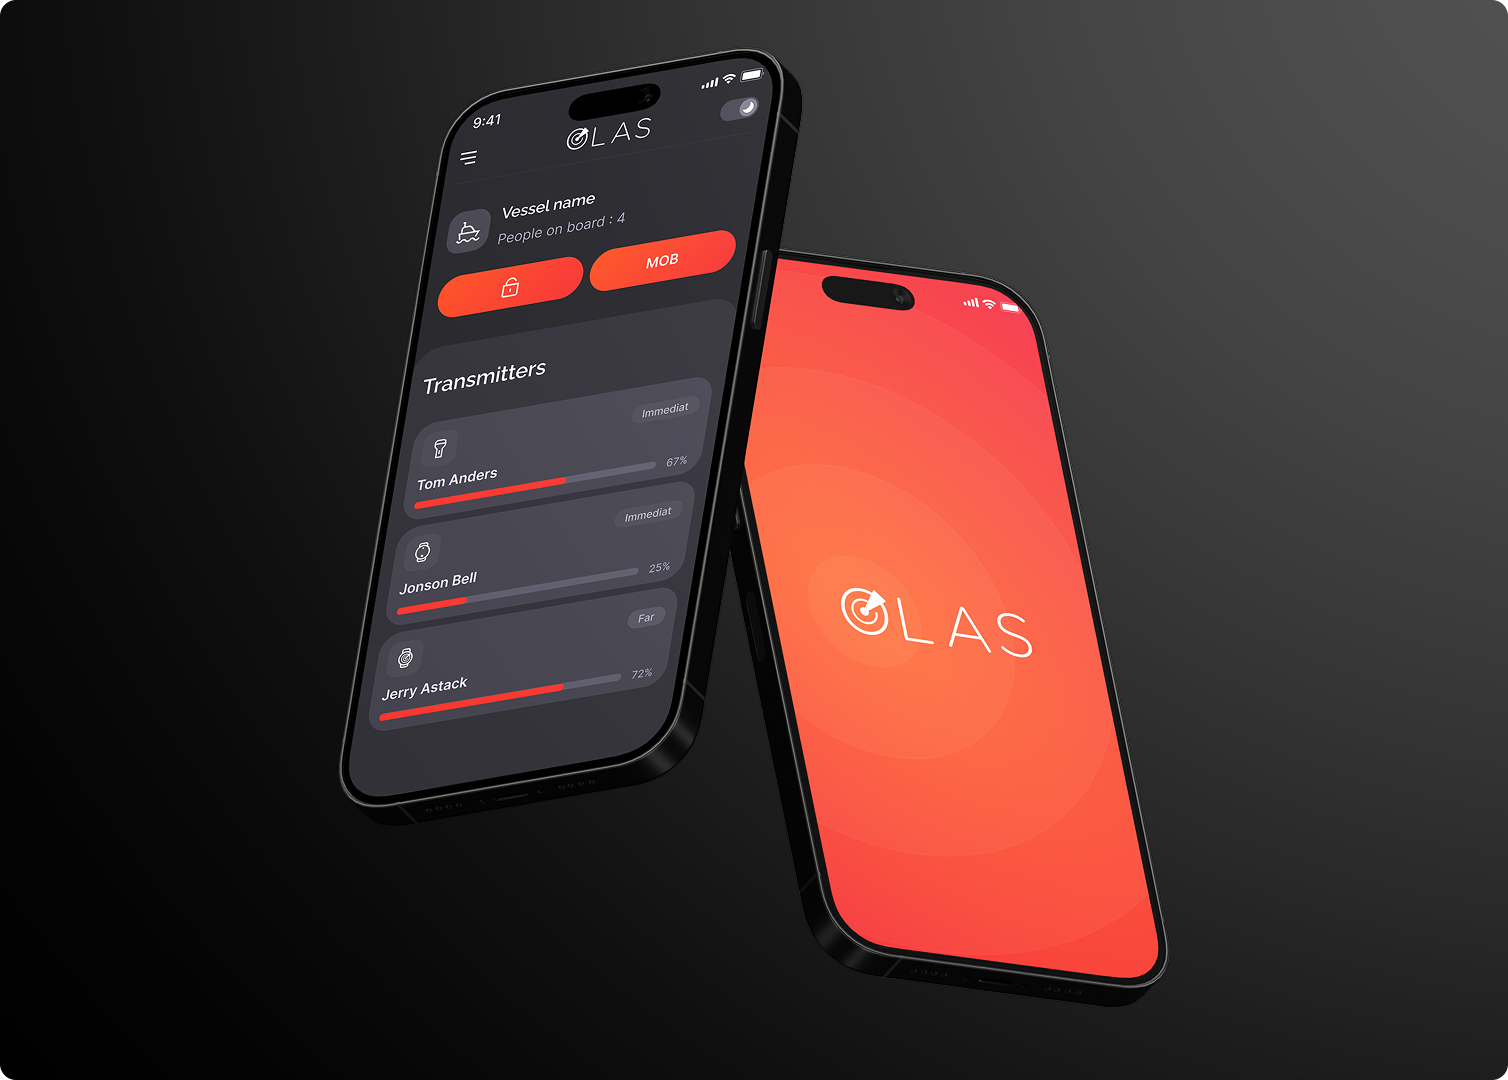 9:41
OLAS
Vessel name
People on board : 4
MOB
Transmitters
Immediat
Tom Anders
67%
Immediat
Jonson Bell
25%
Far
Jerry Astack
72%
OLAS